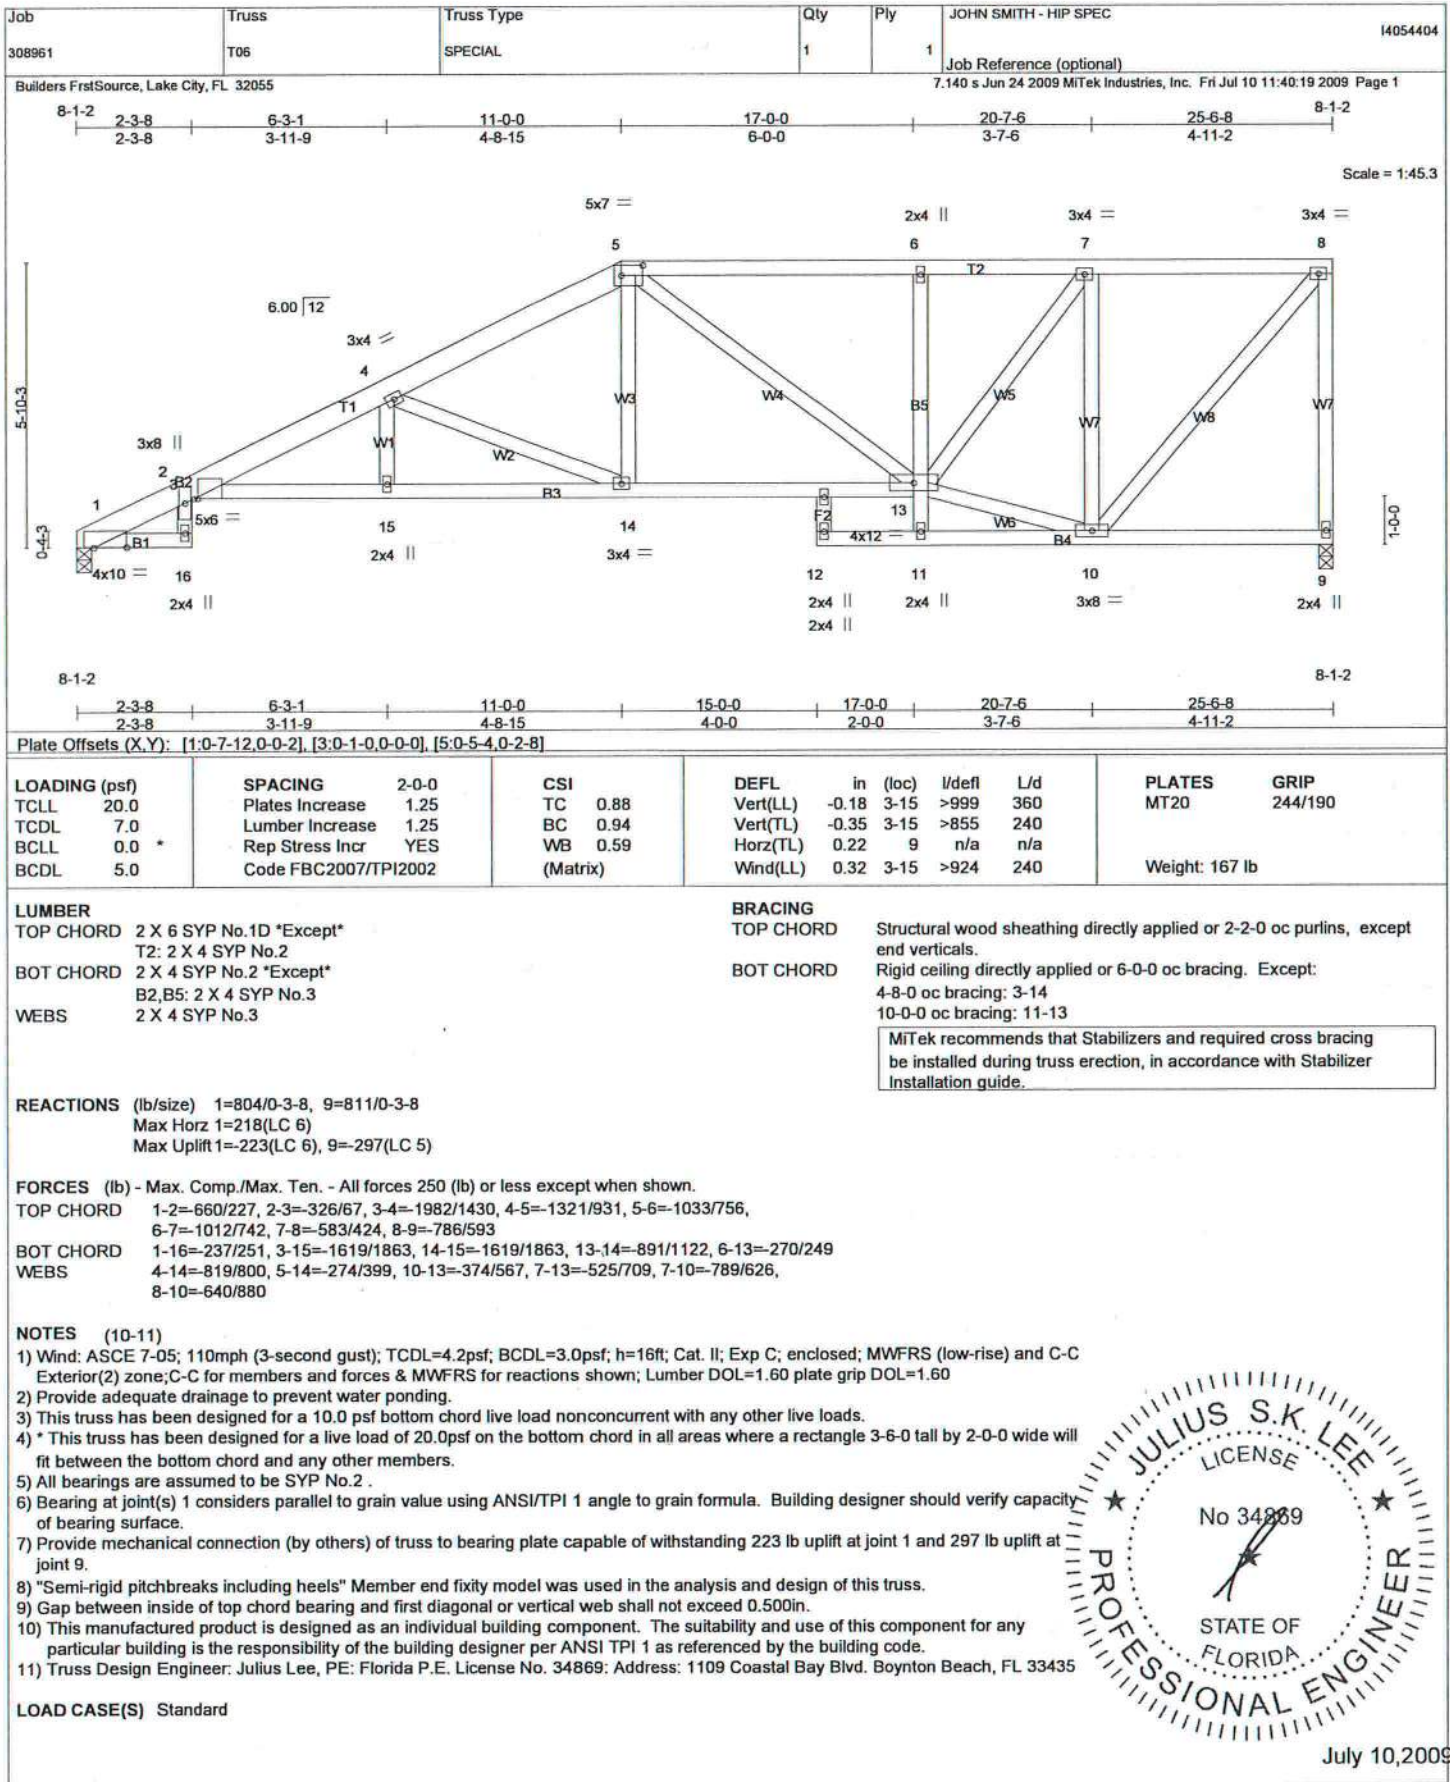 Job Truss Truss Type Qty Ply JOHN SMITH - HIP SPEC
I4054404
308961 T06 SPECIAL 1 1
Job Reference (optional)
Builders FrstSource, Lake City, FL 32055 7.140 s Jun 24 2009 MiTek Industries, Inc. Fri Jul 10 11:40:19 2009 Page 1
8-1-2 2-3-8 6-3-1 11-0-0 17-0-0 20-7-6 25-6-8 8-1-2
2-3-8 3-11-9 4-8-15 6-0-0 3-7-6 4-11-2
Scale = 1:45.3
5x7 =
2x4 || 3x4 = 3x4 =
5 6 7 8
T2
6.00 12
3x4 =
4
T1 W3 W4 B5 W5 W7 W8 W7
5-10-3
3x8 || W1
2 W2
3 B2 B3
1 5x6 = 15 14 F2 13 W6 1-0-0
0-4-3 B1 2x4 || 3x4 = 4x12 = B4
4x10 = 16 12 11 10 9
2x4 || 2x4 || 2x4 || 3x8 = 2x4 ||
2x4 ||
8-1-2 8-1-2
2-3-8 6-3-1 11-0-0 15-0-0 17-0-0 20-7-6 25-6-8
2-3-8 3-11-9 4-8-15 4-0-0 2-0-0 3-7-6 4-11-2
Plate Offsets (X,Y): [1:0-7-12,0-0-2], [3:0-1-0,0-0-0], [5:0-5-4,0-2-8]
LOADING (psf) SPACING 2-0-0 CSI DEFL in (loc) l/defl L/d PLATES GRIP
TCLL 20.0 Plates Increase 1.25 TC 0.88 Vert(LL) -0.18 3-15 >999 360 MT20 244/190
TCDL 7.0 Lumber Increase 1.25 BC 0.94 Vert(TL) -0.35 3-15 >855 240
BCLL 0.0 * Rep Stress Incr YES WB 0.59 Horz(TL) 0.22 9 n/a n/a
BCDL 5.0 Code FBC2007/TPI2002 (Matrix) Wind(LL) 0.32 3-15 >924 240 Weight: 167 lb
LUMBER
TOP CHORD 2 X 6 SYP No.1D *Except*
T2: 2 X 4 SYP No.2
BOT CHORD 2 X 4 SYP No.2 *Except*
B2,B5: 2 X 4 SYP No.3
WEBS 2 X 4 SYP No.3
BRACING
TOP CHORD Structural wood sheathing directly applied or 2-2-0 oc purlins, except
end verticals.
BOT CHORD Rigid ceiling directly applied or 6-0-0 oc bracing. Except:
4-8-0 oc bracing: 3-14
10-0-0 oc bracing: 11-13
MiTek recommends that Stabilizers and required cross bracing
be installed during truss erection, in accordance with Stabilizer
Installation guide.
REACTIONS (lb/size) 1=804/0-3-8, 9=811/0-3-8
Max Horz 1=218(LC 6)
Max Uplift 1=-223(LC 6), 9=-297(LC 5)
FORCES (lb) - Max. Comp./Max. Ten. - All forces 250 (lb) or less except when shown.
TOP CHORD 1-2=-660/227, 2-3=-326/67, 3-4=-1982/1430, 4-5=-1321/931, 5-6=-1033/756,
6-7=-1012/742, 7-8=-583/424, 8-9=-786/593
BOT CHORD 1-16=-237/251, 3-15=-1619/1863, 14-15=-1619/1863, 13-14=-891/1122, 6-13=-270/249
WEBS 4-14=-819/800, 5-14=-274/399, 10-13=-374/567, 7-13=-525/709, 7-10=-789/626,
8-10=-640/880
NOTES (10-11)
1) Wind: ASCE 7-05; 110mph (3-second gust); TCDL=4.2psf; BCDL=3.0psf; h=16ft; Cat. II; Exp C; enclosed; MWFRS (low-rise) and C-C
Exterior(2) zone;C-C for members and forces & MWFRS for reactions shown; Lumber DOL=1.60 plate grip DOL=1.60
2) Provide adequate drainage to prevent water ponding.
3) This truss has been designed for a 10.0 psf bottom chord live load nonconcurrent with any other live loads.
4) * This truss has been designed for a live load of 20.0psf on the bottom chord in all areas where a rectangle 3-6-0 tall by 2-0-0 wide will
fit between the bottom chord and any other members.
5) All bearings are assumed to be SYP No.2 .
6) Bearing at joint(s) 1 considers parallel to grain value using ANSI/TPI 1 angle to grain formula. Building designer should verify capacity
of bearing surface.
7) Provide mechanical connection (by others) of truss to bearing plate capable of withstanding 223 lb uplift at joint 1 and 297 lb uplift at
joint 9.
8) "Semi-rigid pitchbreaks including heels" Member end fixity model was used in the analysis and design of this truss.
9) Gap between inside of top chord bearing and first diagonal or vertical web shall not exceed 0.500in.
10) This manufactured product is designed as an individual building component. The suitability and use of this component for any
particular building is the responsibility of the building designer per ANSI TPI 1 as referenced by the building code.
11) Truss Design Engineer: Julius Lee, PE: Florida P.E. License No. 34869: Address: 1109 Coastal Bay Blvd. Boynton Beach, FL 33435
LOAD CASE(S) Standard
JULIUS S.K. LEE
LICENSE
No 34869
STATE OF
FLORIDA
PROFESSIONAL ENGINEER
July 10,2009